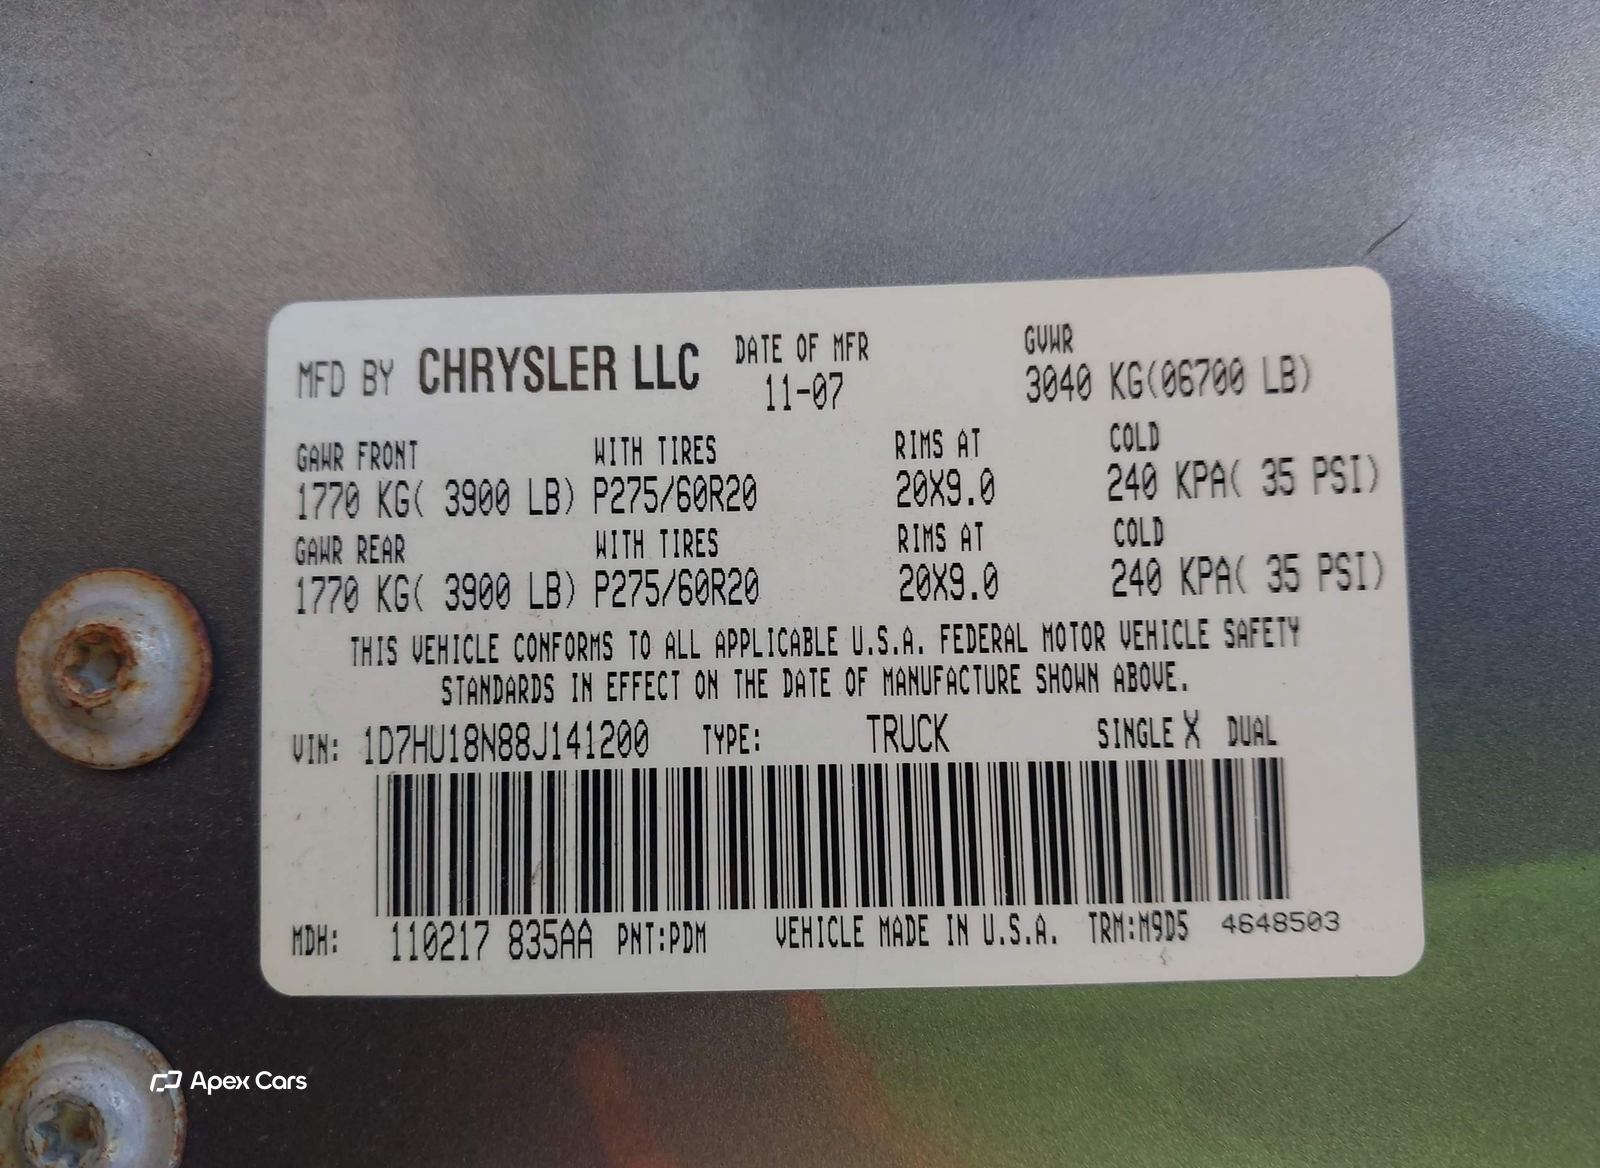 MFD BY CHRYSLER LLC DATE OF MFR GVWR
11-07 3040 KG(06700 LB)
GAWR FRONT WITH TIRES RIMS AT COLD
1770 KG( 3900 LB) P275/60R20 20X9.0 240 KPA( 35 PSI)
GAWR REAR WITH TIRES RIMS AT COLD
1770 KG( 3900 LB) P275/60R20 20X9.0 240 KPA( 35 PSI)
THIS VEHICLE CONFORMS TO ALL APPLICABLE U.S.A. FEDERAL MOTOR VEHICLE SAFETY
STANDARDS IN EFFECT ON THE DATE OF MANUFACTURE SHOWN ABOVE.
VIN: 1D7HU18N88J141200 TYPE: TRUCK SINGLE X DUAL
MDH: 110217 835AA PNT:PDM VEHICLE MADE IN U.S.A. TRM:M9D5 4648503
Apex Cars